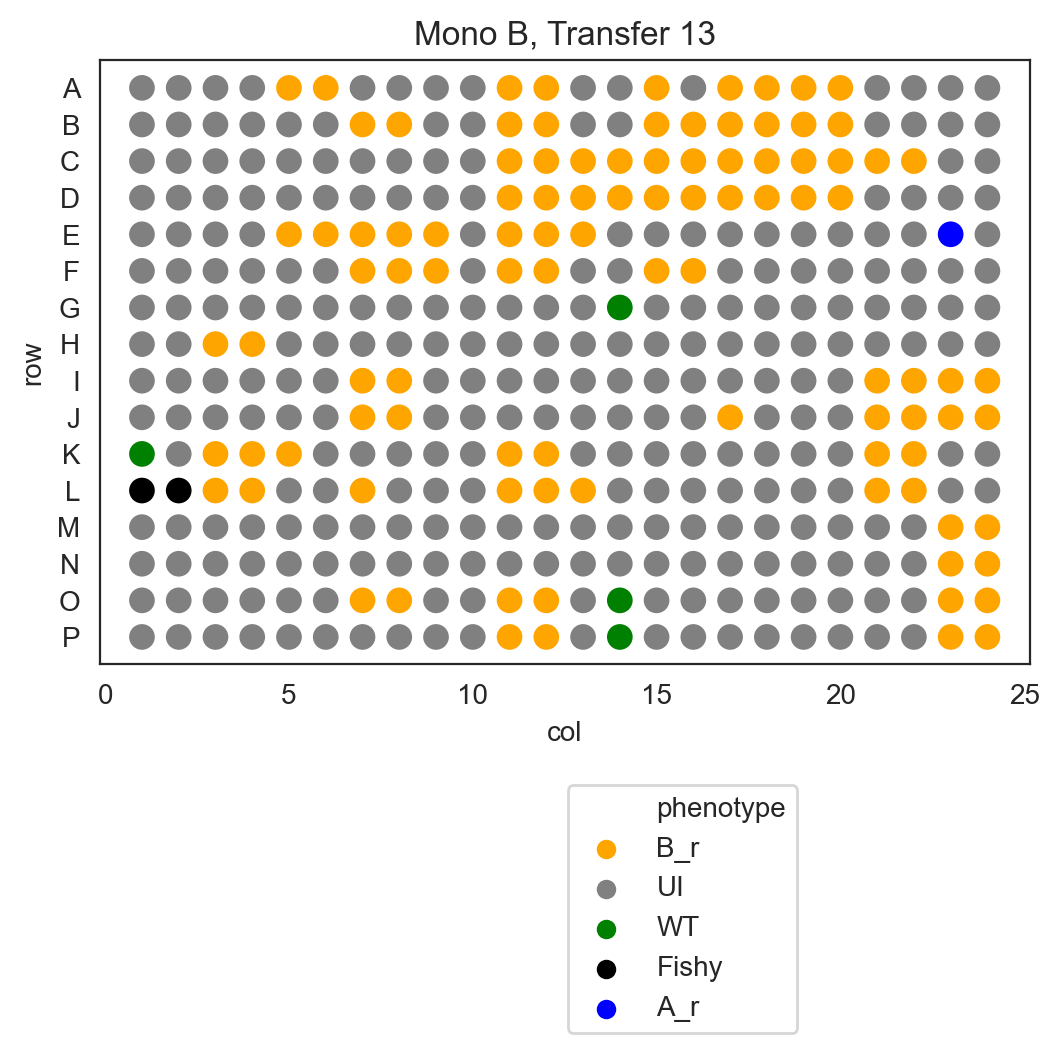 Mono B, Transfer 13
A
B
C
D
E
F
G
H
I
J
K
L
M
N
O
P
row
0 5 10 15 20 25
col
phenotype
B_r
UI
WT
Fishy
A_r